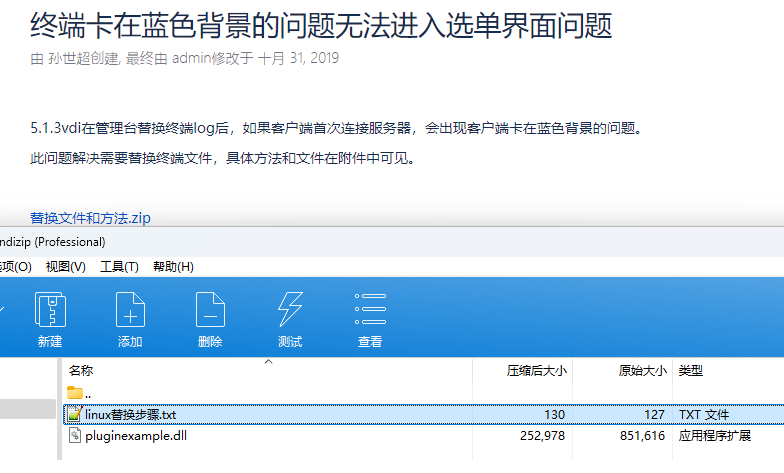 终端卡在蓝色背景的问题无法进入选单界面问题
由 孙世超创建, 最终由 admin修改于 十月 31, 2019
5.1.3vdi在管理台替换终端log后，如果客户端首次连接服务器，会出现客户端卡在蓝色背景的问题。
此问题解决需要替换终端文件，具体方法和文件在附件中可见。
替换文件和方法.zip
ndizip (Professional)
项(O) 视图(V) 工具(T) 帮助(H)
新建 添加 删除 测试 查看
名称 压缩后大小 原始大小 类型
..
linux替换步骤.txt 130 127 TXT 文件
pluginexample.dll 252,978 851,616 应用程序扩展